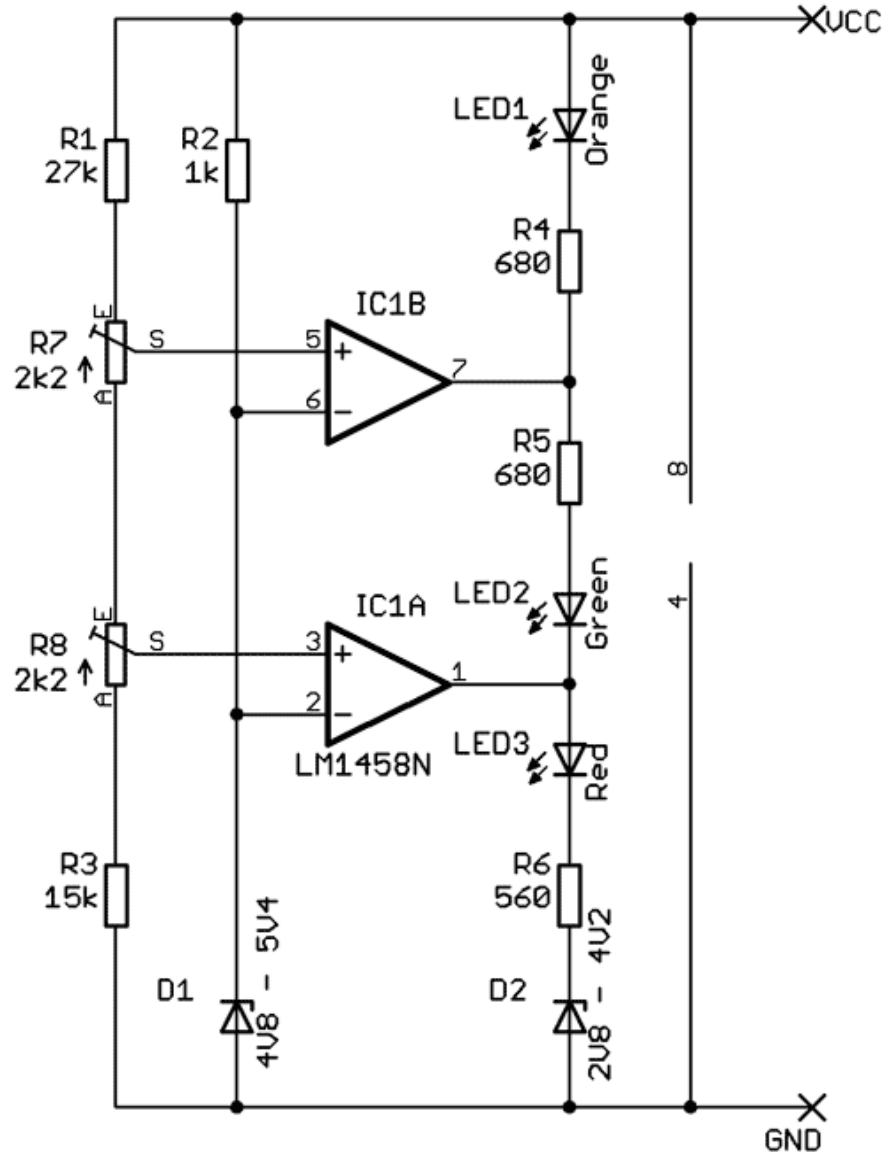 VCC
LED1
Orange
R1
27k
R2
1k
R4
680
IC1B
E
R7
2k2
S
A
5
+
6
-
7
R5
680
8
LED2
Green
4
IC1A
E
R8
2k2
S
A
3
+
2
-
1
LM1458N
LED3
Red
R3
15k
R6
560
D1
4V8 - 5V4
D2
2V8 - 4V2
GND